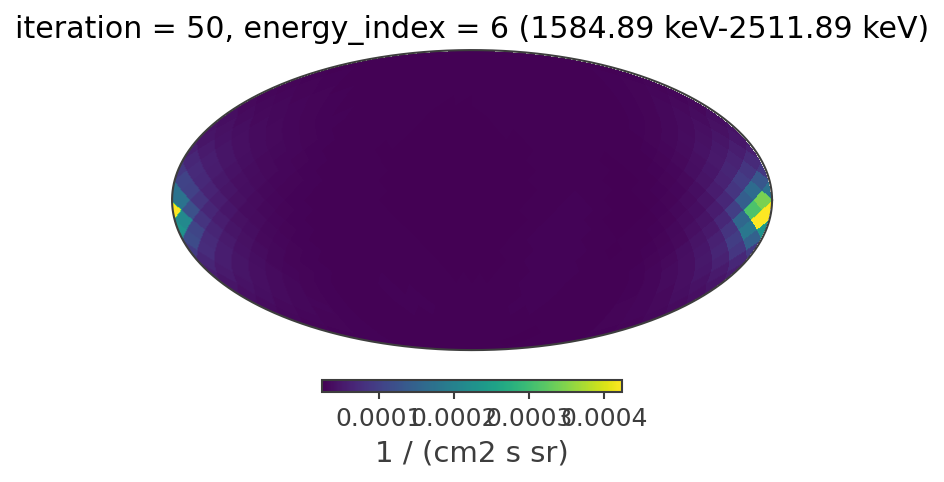 iteration = 50, energy_index = 6 (1584.89 keV-2511.89 keV)
0.0001 0.0002 0.0003 0.0004
1 / (cm2 s sr)